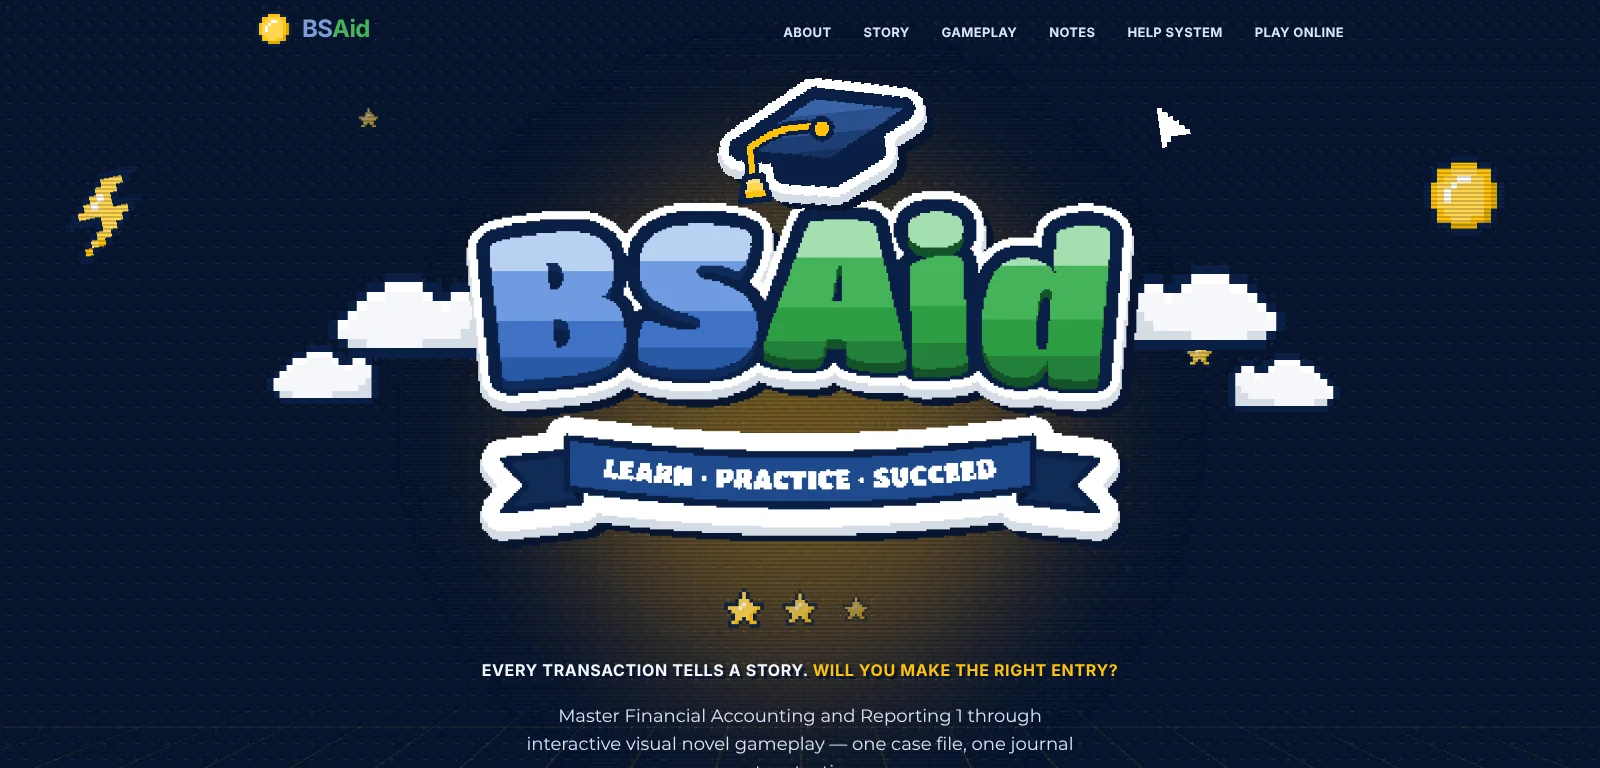 BSAid
ABOUT
STORY
GAMEPLAY
NOTES
HELP SYSTEM
PLAY ONLINE
BSAid
LEARN · PRACTICE · SUCCEED
EVERY TRANSACTION TELLS A STORY. WILL YOU MAKE THE RIGHT ENTRY?
Master Financial Accounting and Reporting 1 through
interactive visual novel gameplay — one case file, one journal